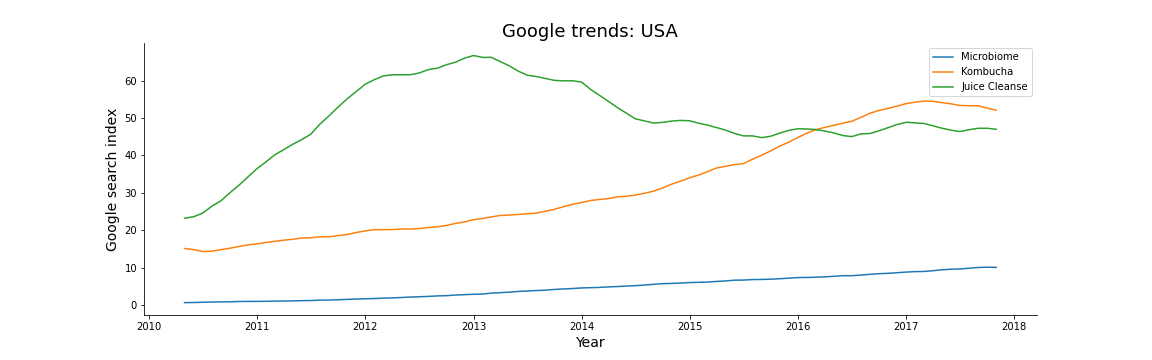 Google trends: USA
Microbiome
Kombucha
Juice Cleanse
Google search index
60
50
40
30
20
10
0
2010 2011 2012 2013 2014 2015 2016 2017 2018
Year